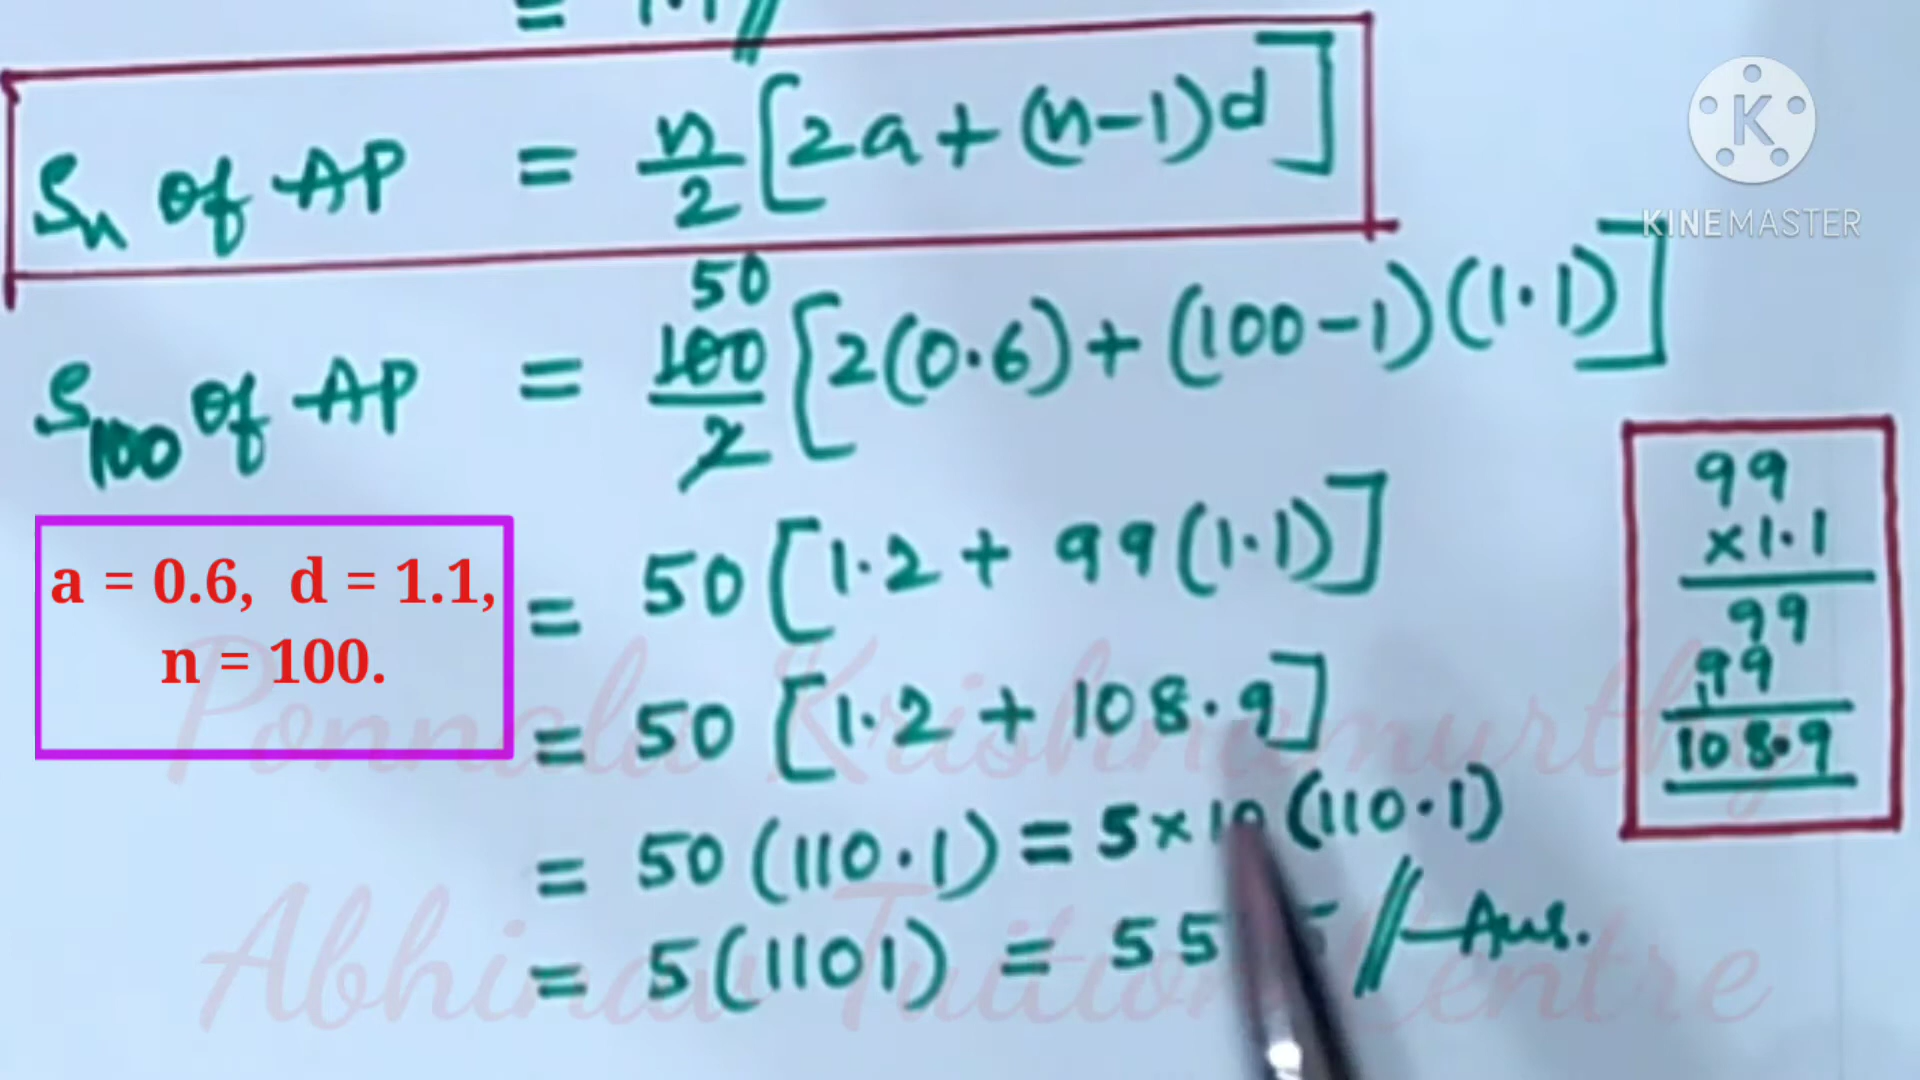 Sn of AP = n/2 [2a + (n-1)d]
S100 of AP = 50 100/2 [2(0.6) + (100-1)(1.1)]
= 50 [1.2 + 99(1.1)]
= 50 [1.2 + 108.9]
= 50 (110.1) = 5 × 10 (110.1)
= 5(1101) = 55 // Ans.
a = 0.6, d = 1.1,
n = 100.
99
×1.1
99
99
108.9
K
KINEMASTER
Ponnala Krishnamurthy
Abhinav Tuition Centre